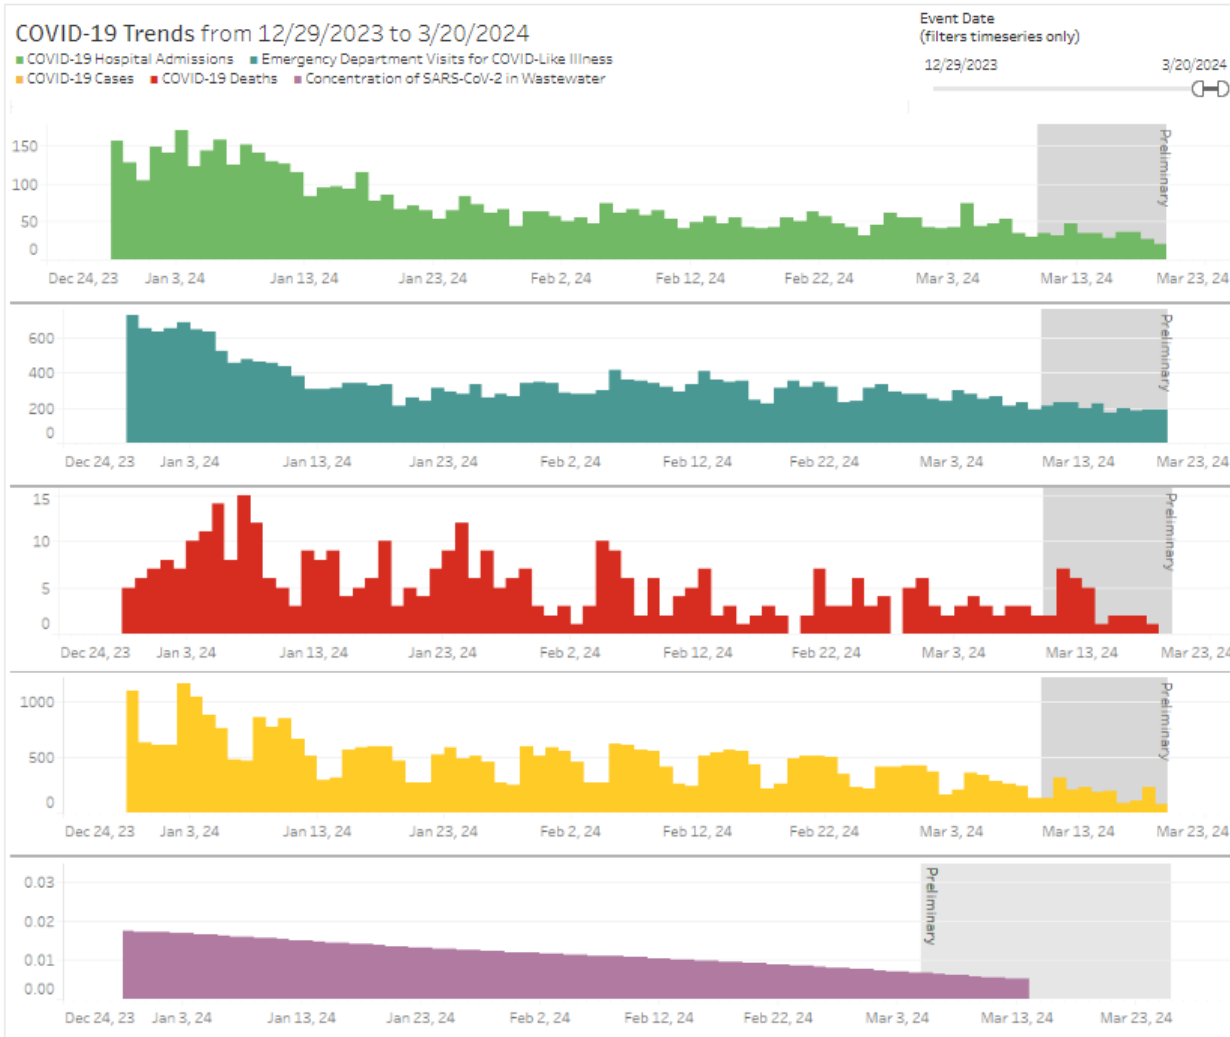 COVID-19 Trends from 12/29/2023 to 3/20/2024
COVID-19 Hospital Admissions Emergency Department Visits for COVID-Like Illness
COVID-19 Cases COVID-19 Deaths Concentration of SARS-CoV-2 in Wastewater
Event Date
(filters timeseries only)
12/29/2023 3/20/2024
150
100
50
0
Preliminary
Dec 24, 23 Jan 3, 24 Jan 13, 24 Jan 23, 24 Feb 2, 24 Feb 12, 24 Feb 22, 24 Mar 3, 24 Mar 13, 24 Mar 23, 24
600
400
200
0
Preliminary
Dec 24, 23 Jan 3, 24 Jan 13, 24 Jan 23, 24 Feb 2, 24 Feb 12, 24 Feb 22, 24 Mar 3, 24 Mar 13, 24 Mar 23, 24
15
10
5
0
Preliminary
Dec 24, 23 Jan 3, 24 Jan 13, 24 Jan 23, 24 Feb 2, 24 Feb 12, 24 Feb 22, 24 Mar 3, 24 Mar 13, 24 Mar 23, 24
1000
500
0
Preliminary
Dec 24, 23 Jan 3, 24 Jan 13, 24 Jan 23, 24 Feb 2, 24 Feb 12, 24 Feb 22, 24 Mar 3, 24 Mar 13, 24 Mar 23, 24
0.03
0.02
0.01
0.00
Preliminary
Dec 24, 23 Jan 3, 24 Jan 13, 24 Jan 23, 24 Feb 2, 24 Feb 12, 24 Feb 22, 24 Mar 3, 24 Mar 13, 24 Mar 23, 24